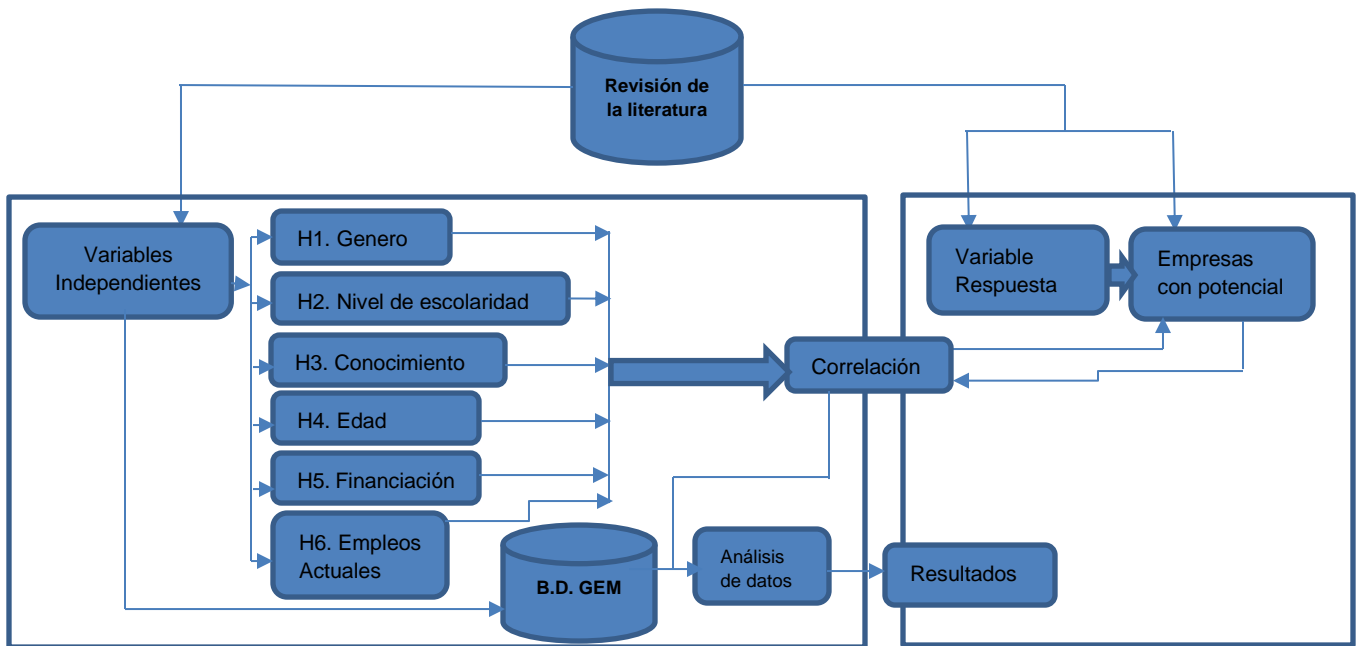 Revisión de
la literatura
Variables
Independientes
H1. Genero
H2. Nivel de escolaridad
H3. Conocimiento
H4. Edad
H5. Financiación
H6. Empleos
Actuales
Correlación
Variable
Respuesta
Empresas
con potencial
B.D. GEM
Análisis
de datos
Resultados